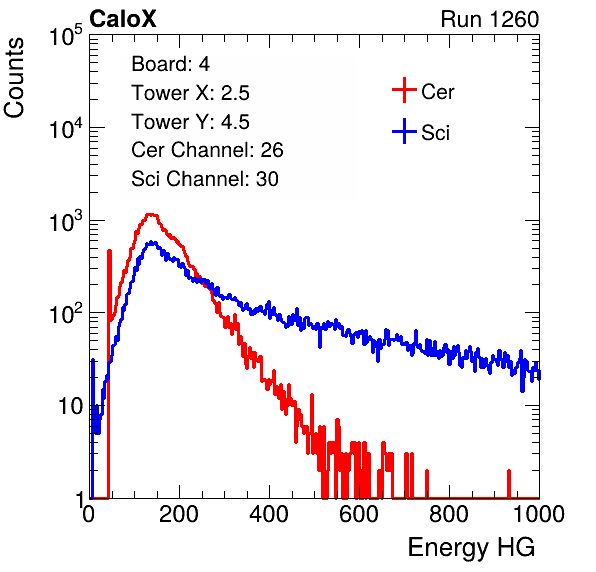 CaloX Run 1260
Counts
10^5
10^4
10^3
10^2
10
1
Board: 4
Tower X: 2.5
Tower Y: 4.5
Cer Channel: 26
Sci Channel: 30
Cer
Sci
0 200 400 600 800 1000
Energy HG